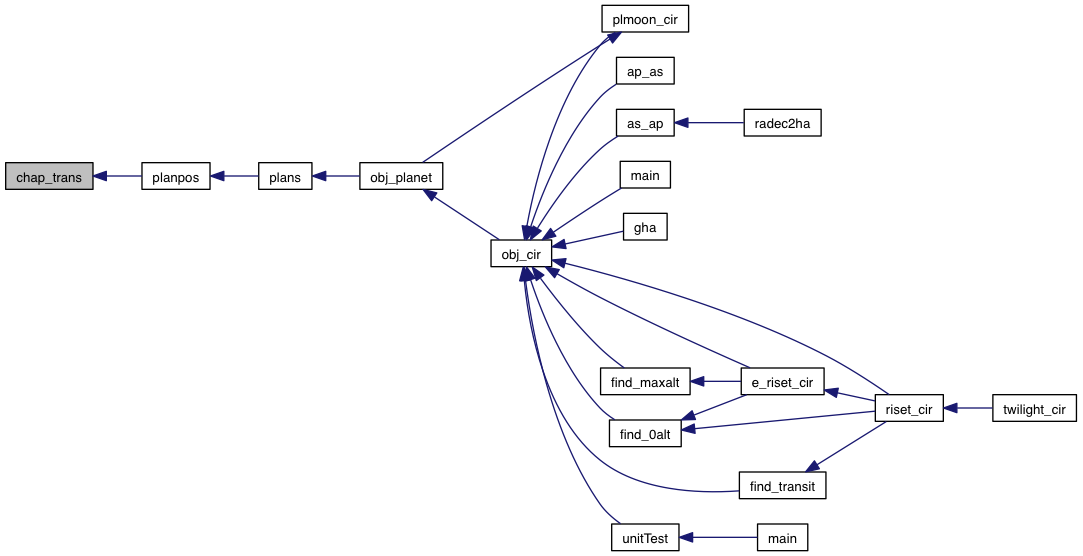 plmoon_cir
ap_as
as_ap
radec2ha
main
chap_trans
planpos
plans
obj_planet
gha
obj_cir
find_maxalt
e_riset_cir
riset_cir
twilight_cir
find_0alt
find_transit
unitTest
main